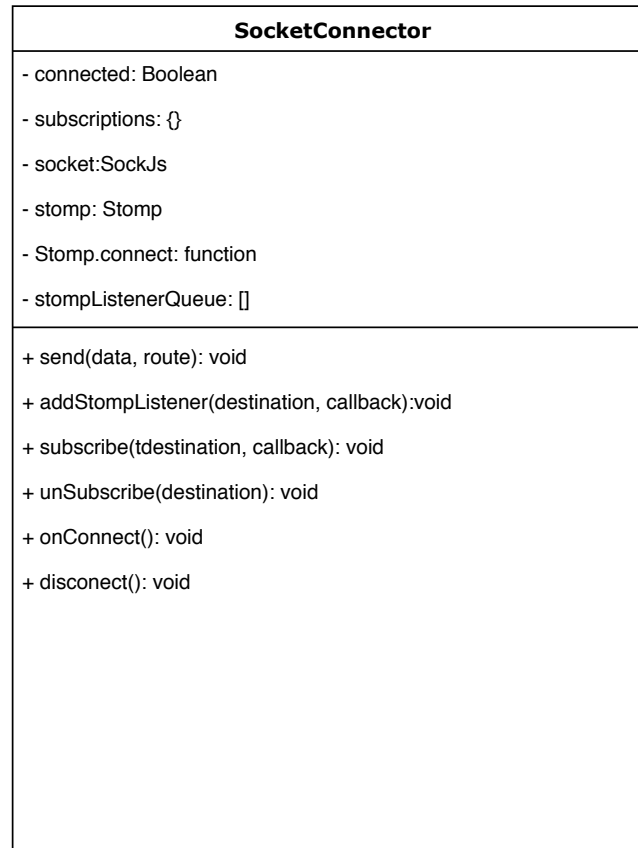 SocketConnector
- connected: Boolean
- subscriptions: {}
- socket:SockJs
- stomp: Stomp
- Stomp.connect: function
- stompListenerQueue: []
+ send(data, route): void
+ addStompListener(destination, callback):void
+ subscribe(tdestination, callback): void
+ unSubscribe(destination): void
+ onConnect(): void
+ disconect(): void